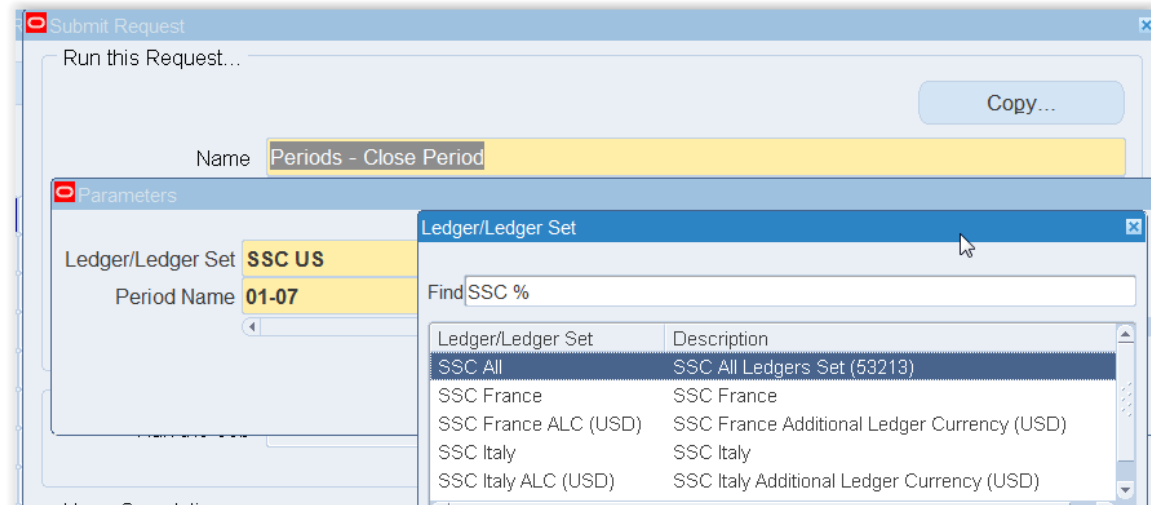 Submit Request
Run this Request...
Copy...
Name Periods - Close Period
Parameters
Ledger/Ledger Set SSC US
Period Name 01-07
Ledger/Ledger Set
Find SSC %
Ledger/Ledger Set Description
SSC All SSC All Ledgers Set (53213)
SSC France SSC France
SSC France ALC (USD) SSC France Additional Ledger Currency (USD)
SSC Italy SSC Italy
SSC Italy ALC (USD) SSC Italy Additional Ledger Currency (USD)